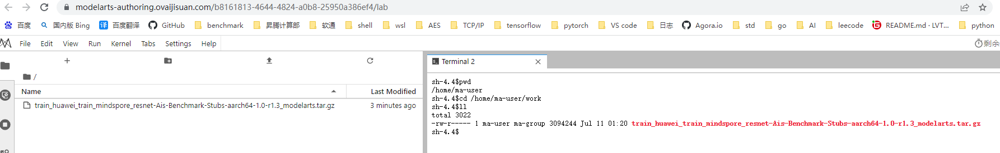 modelarts-authoring.ovaijisuan.com/b8161813-4644-4824-a0b8-25950a386ef4/lab
百度 国内版 Bing 译 百度翻译 GitHub benchmark 昇腾计算部 软通 shell wsl AES TCP/IP tensorflow pytorch VS code 日志 Agora.io std go AI leecode G README.md · LVT... python
File Edit View Run Kernel Tabs Settings Help 剩余
Terminal 2
/
Name Last Modified
train_huawei_train_mindspore_resnet-Ais-Benchmark-Stubs-aarch64-1.0-r1.3_modelarts.tar.gz 3 minutes ago
sh-4.4$pwd
/home/ma-user
sh-4.4$cd /home/ma-user/work
sh-4.4$ll
total 3022
-rw-r----- 1 ma-user ma-group 3094244 Jul 11 01:20 train_huawei_train_mindspore_resnet-Ais-Benchmark-Stubs-aarch64-1.0-r1.3_modelarts.tar.gz
sh-4.4$